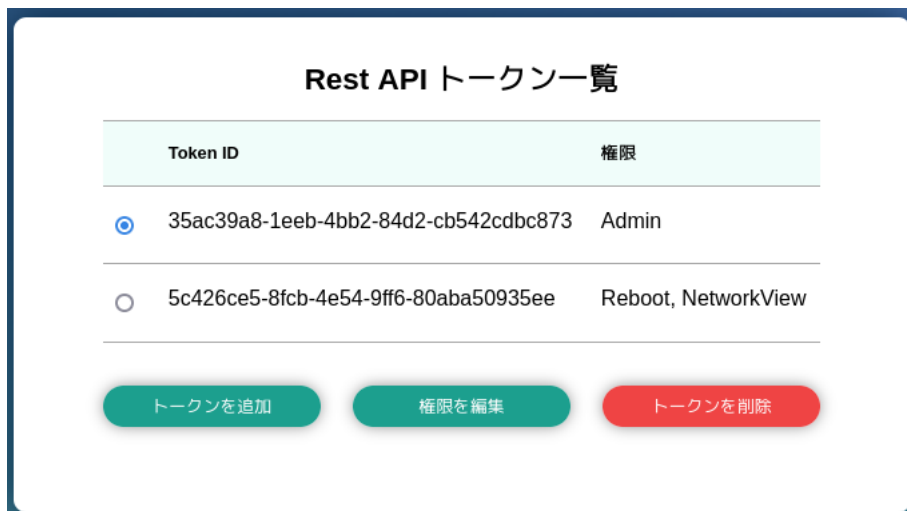 Rest API トークン一覧
Token ID 権限
35ac39a8-1eeb-4bb2-84d2-cb542cdbc873 Admin
5c426ce5-8fcb-4e54-9ff6-80aba50935ee Reboot, NetworkView
トークンを追加 権限を編集 トークンを削除